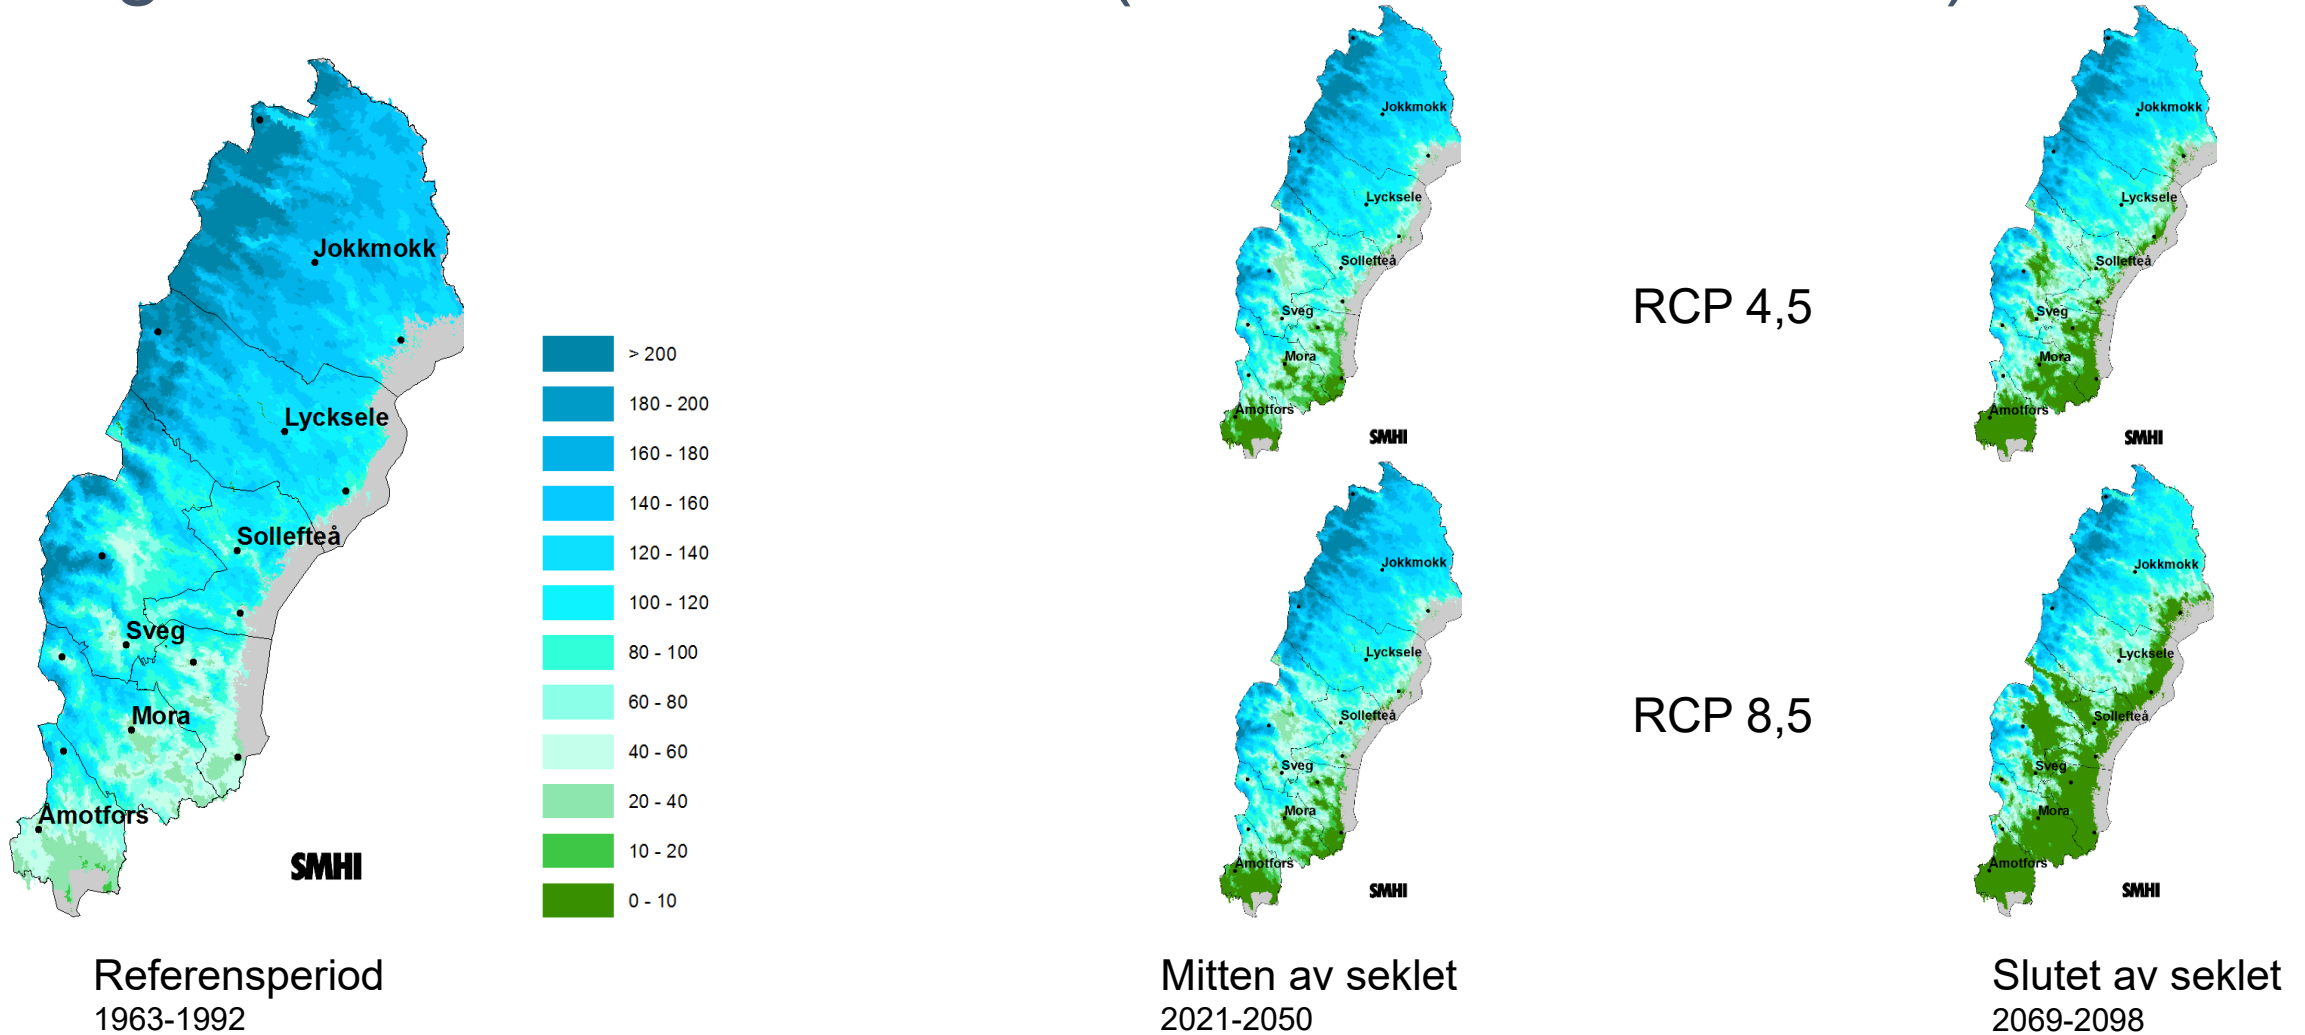 Jokkmokk
Lycksele
Sollefteå
Sveg
Mora
Åmotfors
SMHI
Referensperiod
1963-1992
> 200
180 - 200
160 - 180
140 - 160
120 - 140
100 - 120
80 - 100
60 - 80
40 - 60
20 - 40
10 - 20
0 - 10
Jokkmokk
Lycksele
Sollefteå
Sveg
Mora
Åmotfors
SMHI
RCP 4,5
Jokkmokk
Lycksele
Sollefteå
Sveg
Mora
Åmotfors
SMHI
Jokkmokk
Lycksele
Sollefteå
Sveg
Mora
Åmotfors
SMHI
RCP 8,5
Jokkmokk
Lycksele
Sollefteå
Sveg
Mora
Åmotfors
SMHI
Mitten av seklet
2021-2050
Slutet av seklet
2069-2098